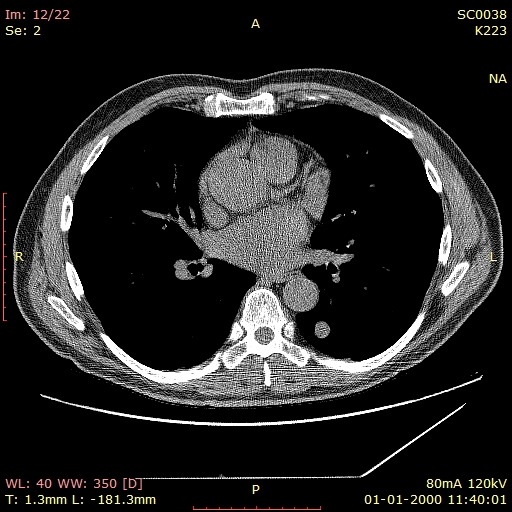 Im: 12/22
Se: 2
A
SC0038
K223
NA
R
L
WL: 40 WW: 350 [D]
T: 1.3mm L: -181.3mm
P
80mA 120kV
01-01-2000 11:40:01